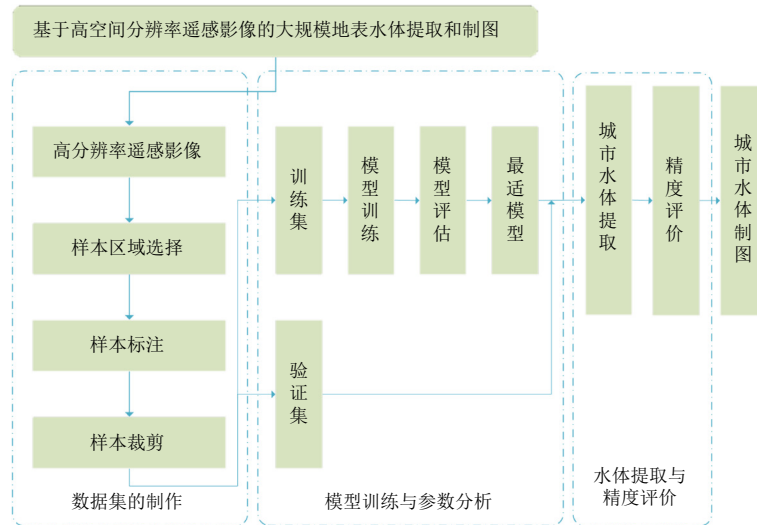 基于高空间分辨率遥感影像的大规模地表水体提取和制图
高分辨率遥感影像
样本区域选择
样本标注
样本裁剪
数据集的制作
训练集
模型训练
模型评估
最适模型
验证集
模型训练与参数分析
城市水体提取
精度评价
水体提取与
精度评价
城市水体制图